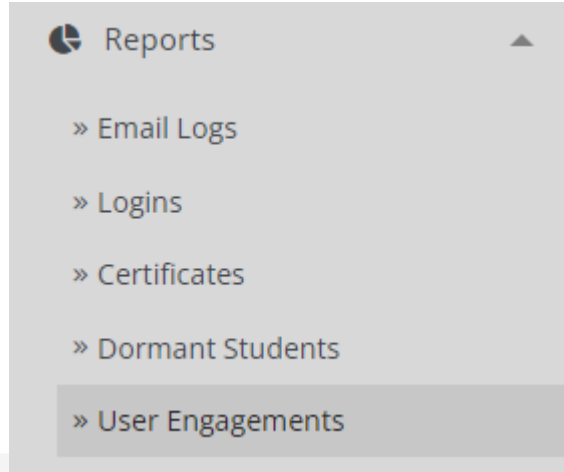 Reports
» Email Logs
» Logins
» Certificates
» Dormant Students
» User Engagements